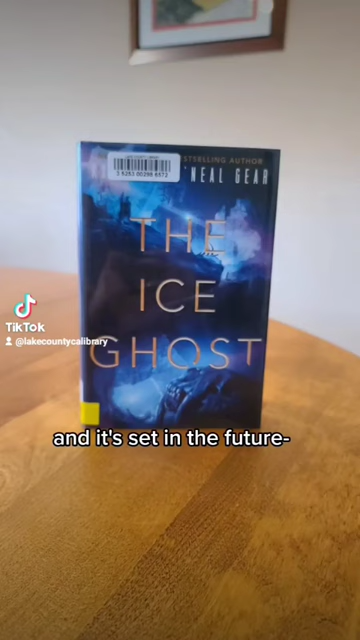 STSELLING AUTHOR
'NEAL GEAR
THE
ICE
GHOST
TikTok
@lakecountycalibrary
and it's set in the future-